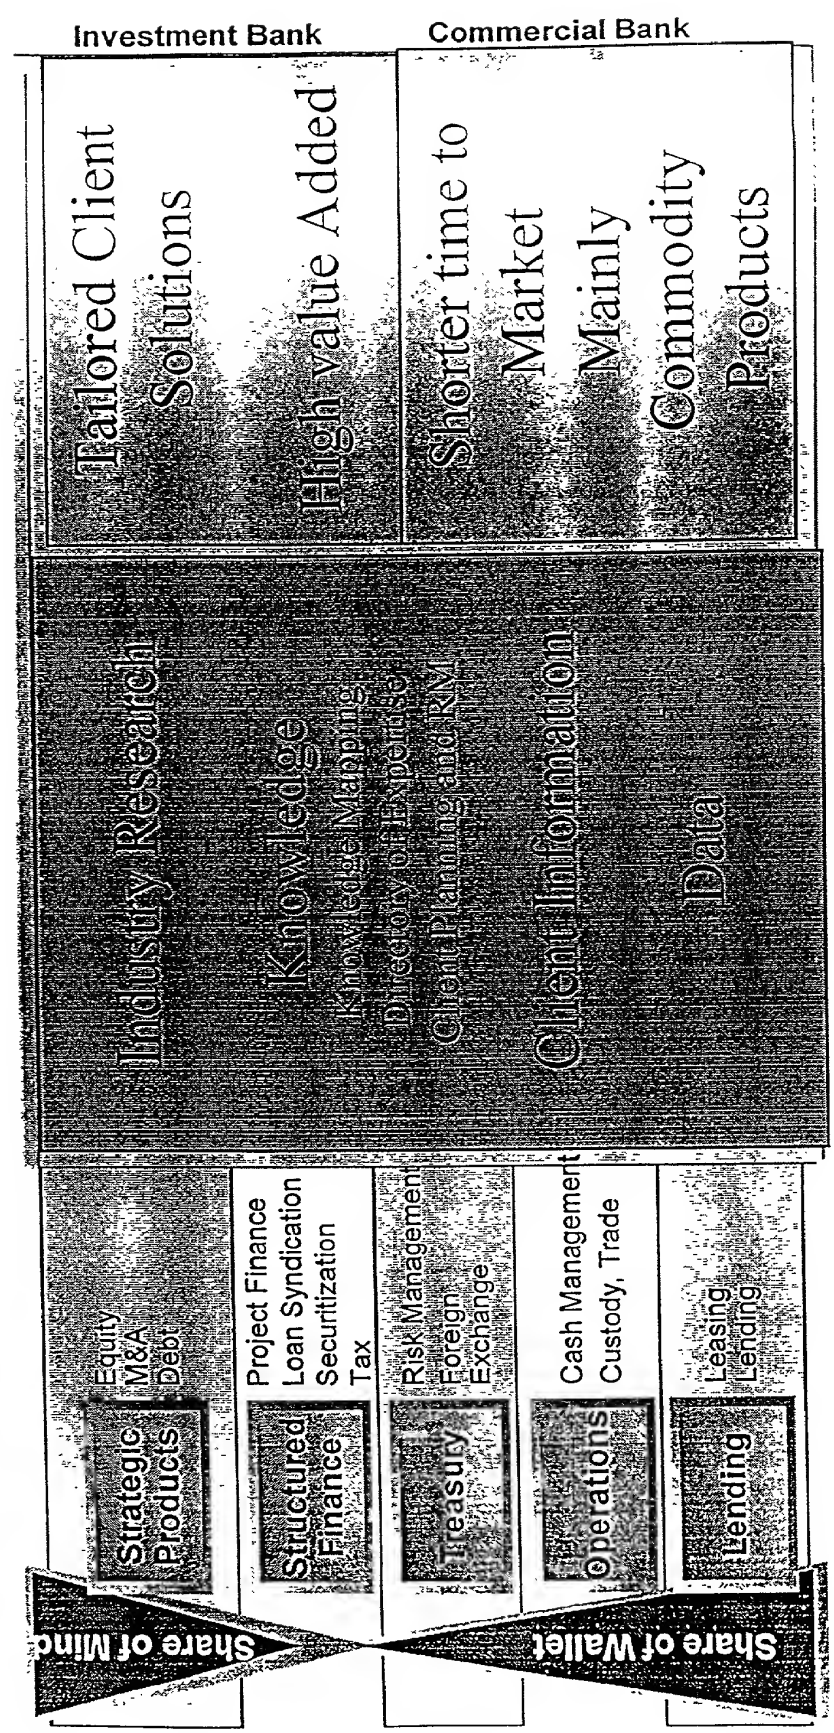 Investment Bank
Commercial Bank
Tailored Client
Solutions
High value Added
Shorter time to
Market
Mainly
Commodity
Products
Industry Research
Knowledge
Knowledge Mapping
Directory of Expertise
Client Planning and RM
Client Information
Data
Equity
M&A
Debt
Project Finance
Loan Syndication
Securitization
Tax
Risk Management
Foreign
Exchange
Cash Management
Custody, Trade
Leasing
Lending
Strategic
Products
Structured
Finance
Treasury
Operations
Lending
Share of Mind
Share of Wallet